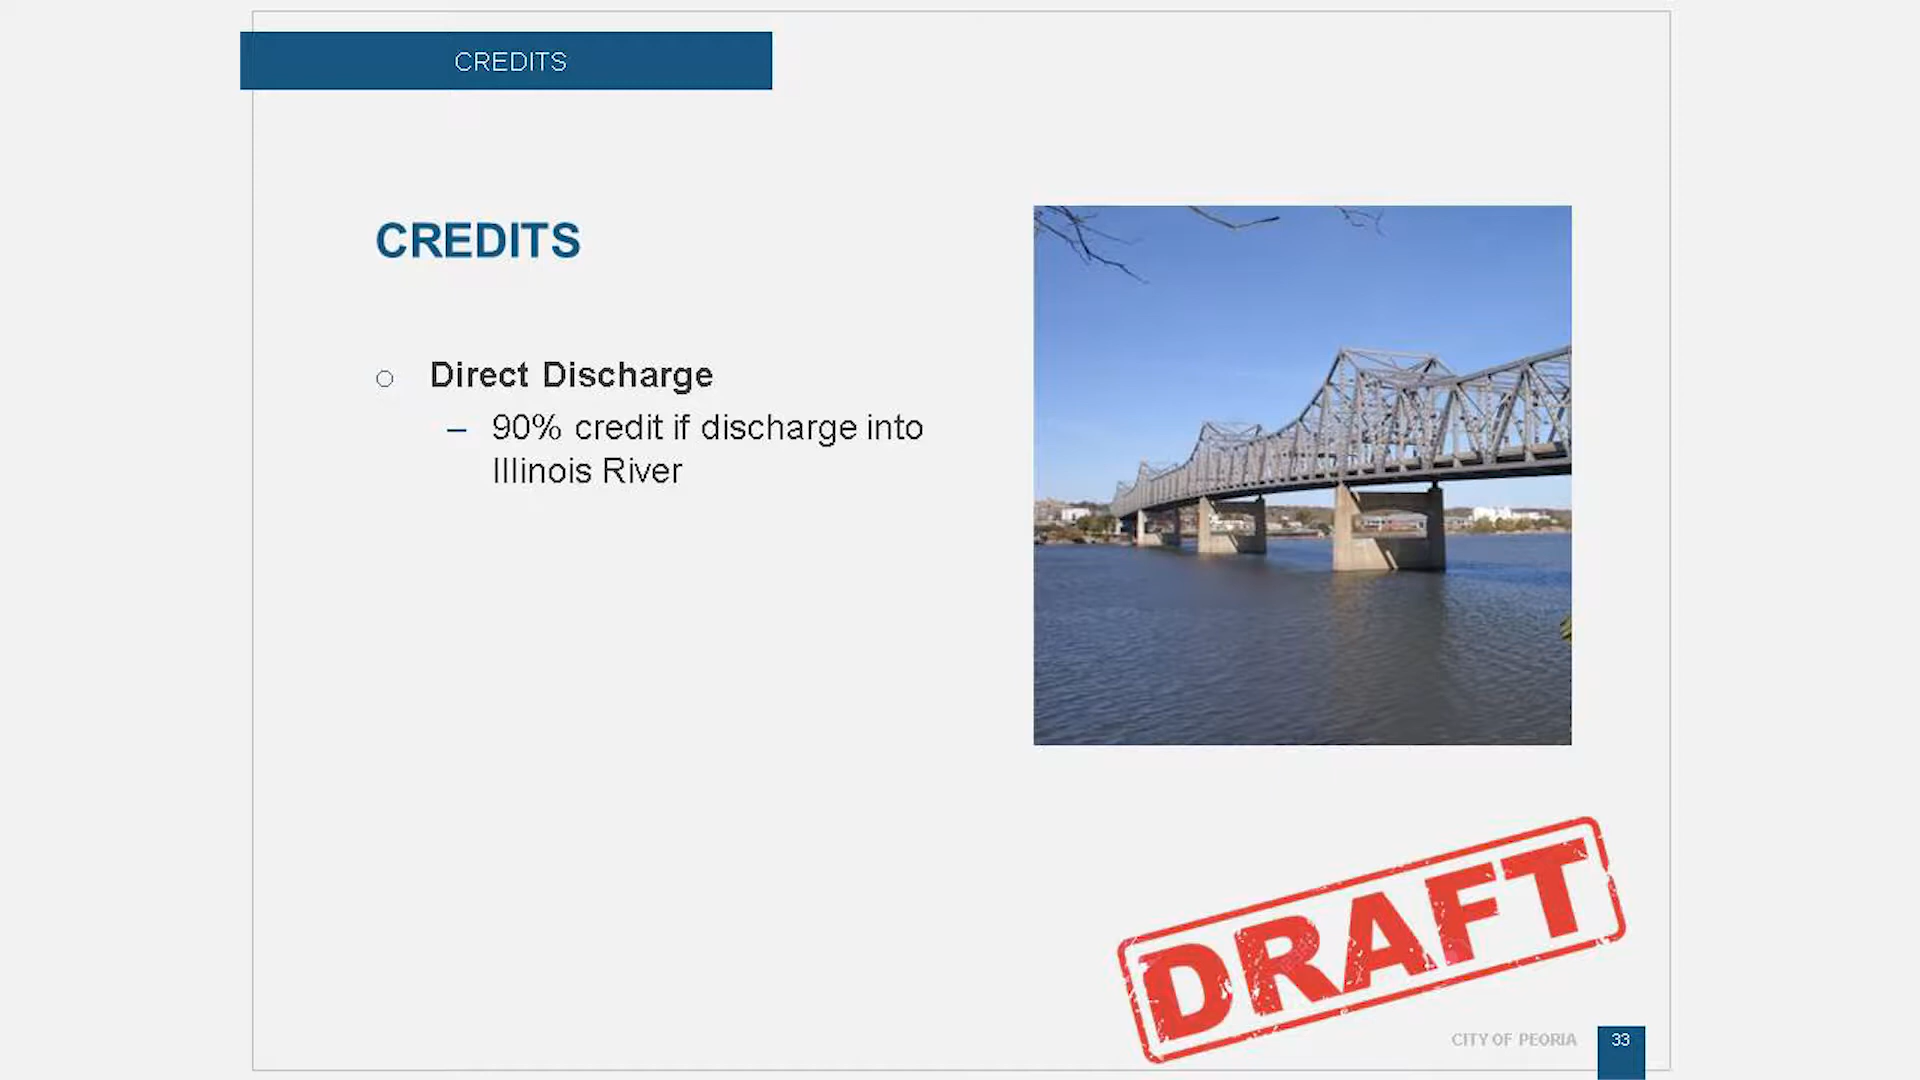 CREDITS
CREDITS
Direct Discharge
– 90% credit if discharge into
Illinois River
DRAFT
CITY OF PEORIA 33